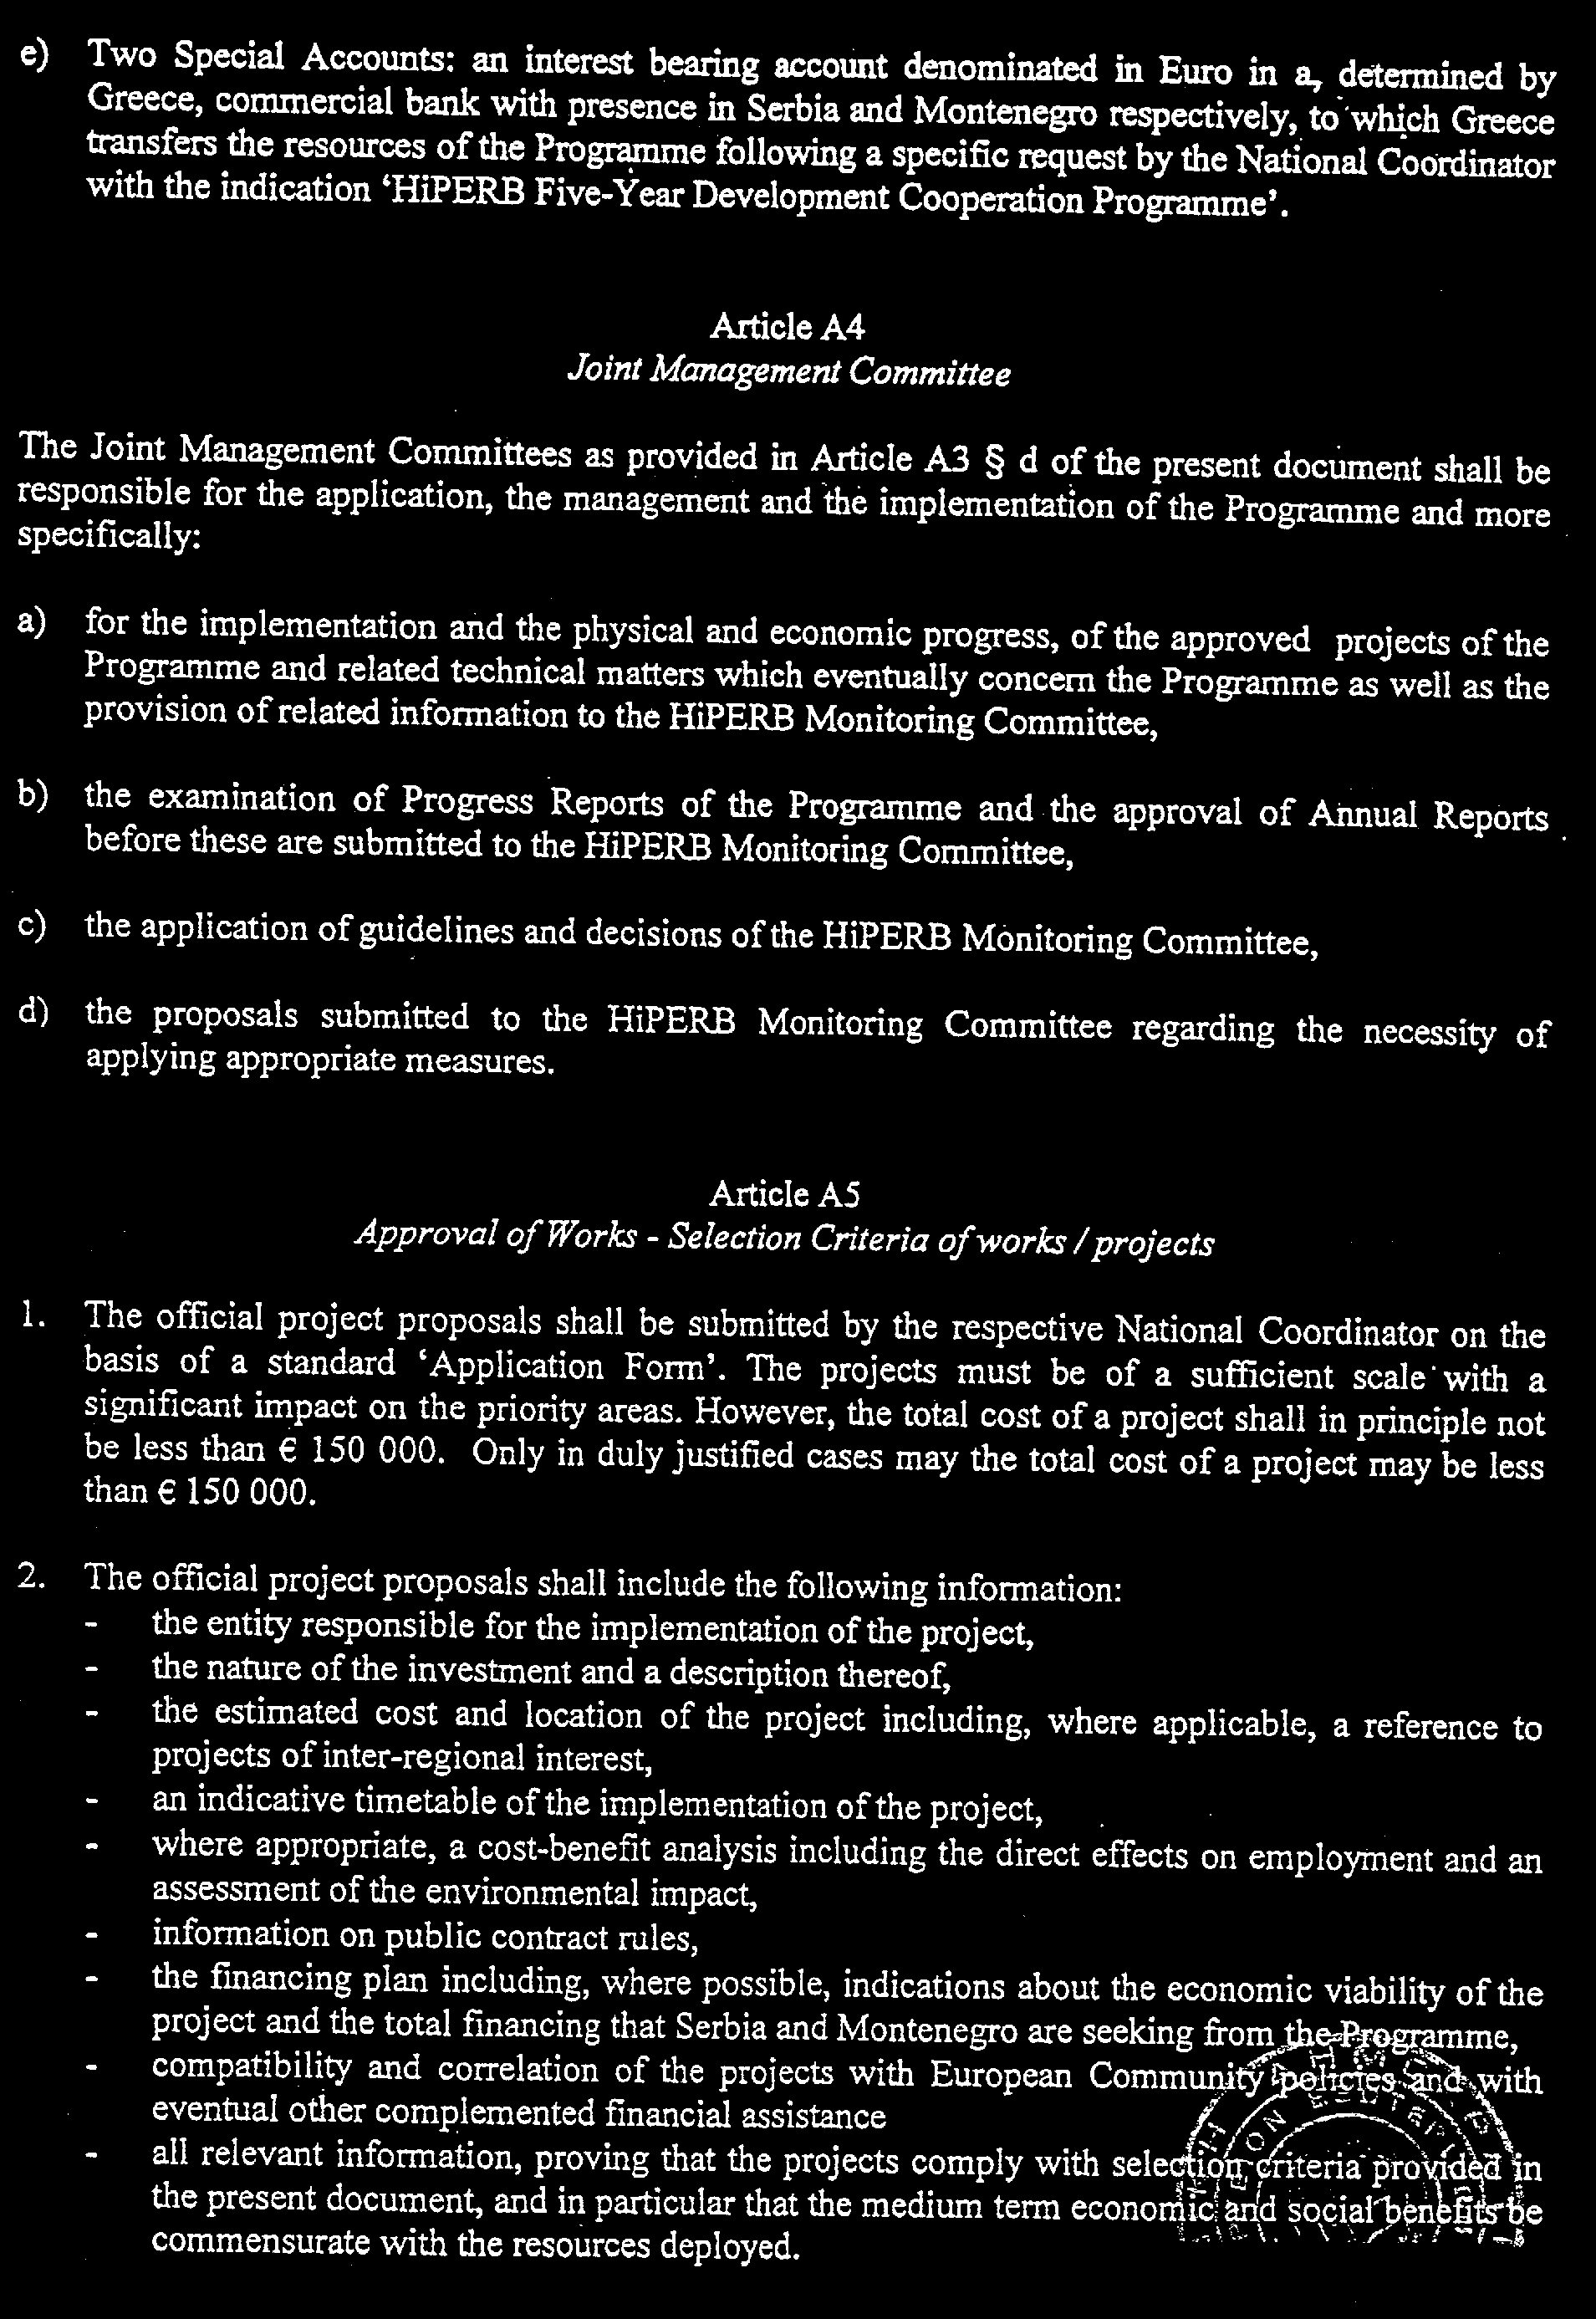 e) Two Special Accounts: an interest bearing account denominated in Euro in a, determined by
Greece, commercial bank with presence in Serbia and Montenegro respectively, to which Greece
transfers the resources of the Programme following a specific request by the National Coordinator
with the indication ‘HiPERB Five-Year Development Cooperation Programme’.
Article A4
Joint Management Committee
The Joint Management Committees as provided in Article A3 § d of the present document shall be
responsible for the application, the management and the implementation of the Programme and more
specifically:
a) for the implementation and the physical and economic progress, of the approved projects of the
Programme and related technical matters which eventually concern the Programme as well as the
provision of related information to the HiPERB Monitoring Committee,
b) the examination of Progress Reports of the Programme and the approval of Annual Reports
before these are submitted to the HiPERB Monitoring Committee,
c) the application of guidelines and decisions of the HiPERB Monitoring Committee,
d) the proposals submitted to the HiPERB Monitoring Committee regarding the necessity of
applying appropriate measures.
Article A5
Approval of Works - Selection Criteria of works / projects
1. The official project proposals shall be submitted by the respective National Coordinator on the
basis of a standard ‘Application Form’. The projects must be of a sufficient scale with a
significant impact on the priority areas. However, the total cost of a project shall in principle not
be less than € 150 000. Only in duly justified cases may the total cost of a project may be less
than € 150 000.
2. The official project proposals shall include the following information:
- the entity responsible for the implementation of the project,
- the nature of the investment and a description thereof,
- the estimated cost and location of the project including, where applicable, a reference to
projects of inter-regional interest,
- an indicative timetable of the implementation of the project,
- where appropriate, a cost-benefit analysis including the direct effects on employment and an
assessment of the environmental impact,
- information on public contract rules,
- the financing plan including, where possible, indications about the economic viability of the
project and the total financing that Serbia and Montenegro are seeking from the Programme,
- compatibility and correlation of the projects with European Community policies and with
eventual other complemented financial assistance
- all relevant information, proving that the projects comply with selection criteria provided in
the present document, and in particular that the medium term economic and social benefits be
commensurate with the resources deployed.